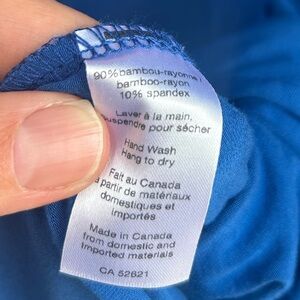 90% bambou-rayonne /
bamboo-rayon
10% spandex
Laver à la main,
suspendre pour sécher
Hand Wash
Hang to dry
Fait au Canada
à partir de matériaux
domestiques et
importés
Made in Canada
from domestic and
imported materials
CA 52621